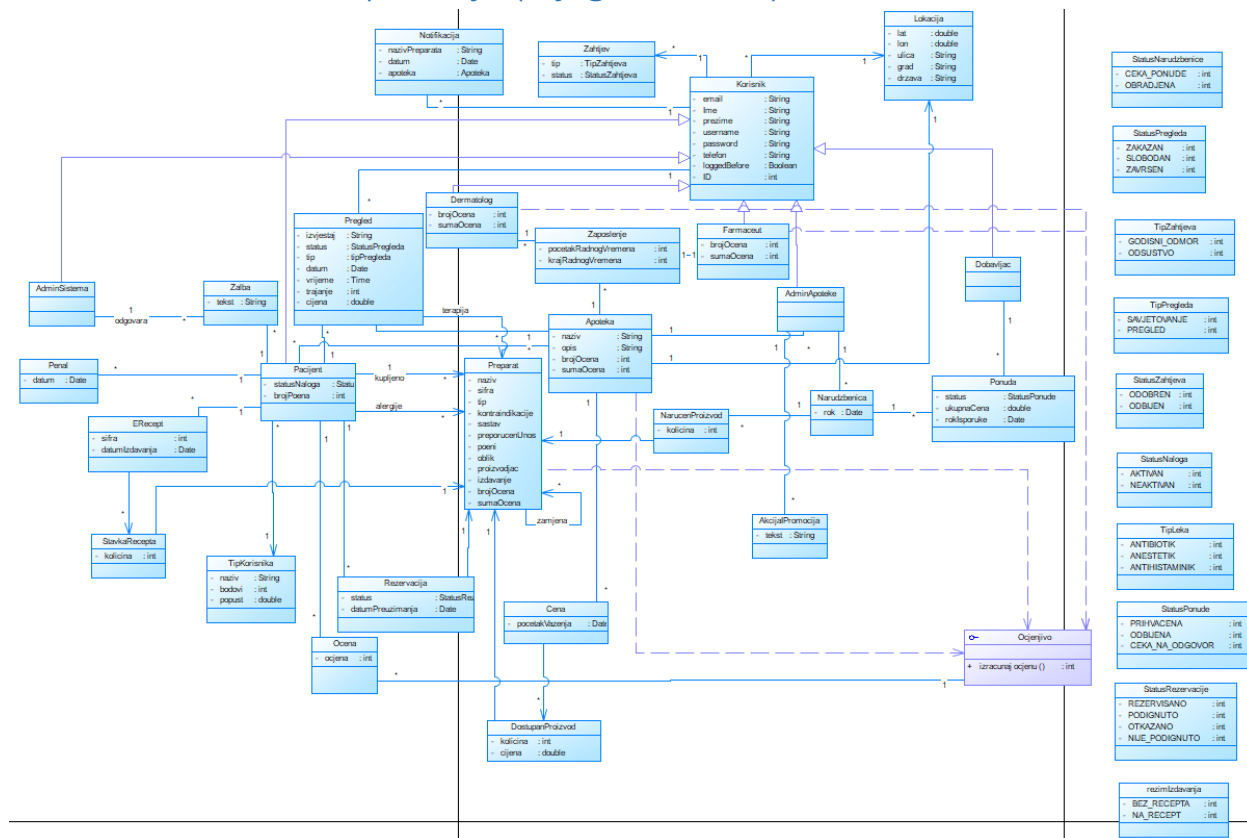 Notifikacija
- nazivPreparata : String
- datum : Date
- apoteka : Apoteka
Zahtjev
- tip : TipZahtjeva
- status : StatusZahtjeva
Lokacija
- lat : double
- lon : double
- ulica : String
- grad : String
- drzava : String
Korisnik
- email : String
- Ime : String
- prezime : String
- username : String
- password : String
- telefon : String
- loggedBefore : Boolean
- ID : int
StatusNarudzbenice
- CEKA_PONUDE : int
- OBRADJENA : int
StatusPregleda
- ZAKAZAN : int
- SLOBODAN : int
- ZAVRSEN : int
Dermatolog
- brojOcena : int
- sumaOcena : int
Pregled
- izvjestaj : String
- status : StatusPregleda
- tip : tipPregleda
- datum : Date
- vrijeme : Time
- trajanje : int
- cijena : double
Zaposlenje
- pocetakRadnogVremena : int
- krajRadnogVremena : int
1-1
Farmaceut
- brojOcena : int
- sumaOcena : int
TipZahtjeva
- GODISNI_ODMOR : int
- ODSUSTVO : int
Dobavljac
AdminSistema
1
odgovara
*
Zalba
- tekst : String
terapija
AdminApoteke
TipPregleda
- SAVJETOVANJE : int
- PREGLED : int
Apoteka
- naziv : String
- opis : String
- brojOcena : int
- sumaOcena : int
Penal
- datum : Date
Pacijent
- statusNaloga : Statu
- brojPoena : int
1
kupljeno
*
alergije
*
Preparat
- naziv
- sifra
- tip
- kontraindikacije
- sastav
- preporucenUnos
- poeni
- oblik
- proizvodjac
- izdavanje
- brojOcena
- sumaOcena
zamjena
Ponuda
- status : StatusPonude
- ukupnaCena : double
- rokIsporuke : Date
Narudzbenica
- rok : Date
NarucenProizvod
- kolicina : int
StatusZahtjeva
- ODOBREN : int
- ODBIJEN : int
ERecept
- sifra : int
- datumIzdavanja : Date
StatusNaloga
- AKTIVAN : int
- NEAKTIVAN : int
StavkaRecepta
- kolicina : int
AkcijaIPromocija
- tekst : String
TipLeka
- ANTIBIOTIK : int
- ANESTETIK : int
- ANTIHISTAMINIK : int
TipKorisnika
- naziv : String
- bodovi : int
- popust : double
Rezervacija
- status : StatusRez
- datumPreuzimanja : Date
Cena
- pocetakVazenja : Date
StatusPonude
- PRIHVACENA : int
- ODBIJENA : int
- CEKA_NA_ODGOVOR : int
Ocena
- ocjena : int
Ocjenjivo
+ izracunaj ocjenu () : int
StatusRezervacije
- REZERVISANO : int
- PODIGNUTO : int
- OTKAZANO : int
- NIJE_PODIGNUTO : int
DostupanProizvod
- kolicina : int
- cijena : double
rezimIzdavanja
- BEZ_RECEPTA : int
- NA_RECEPT : int